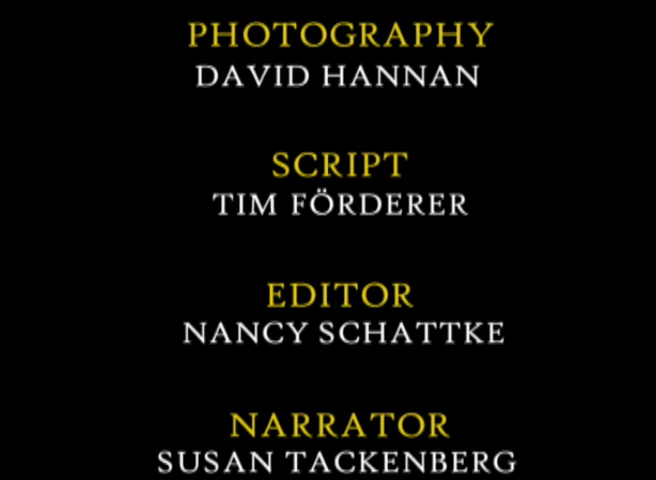 PHOTOGRAPHY
DAVID HANNAN
SCRIPT
TIM FÖRDERER
EDITOR
NANCY SCHATTKE
NARRATOR
SUSAN TACKENBERG